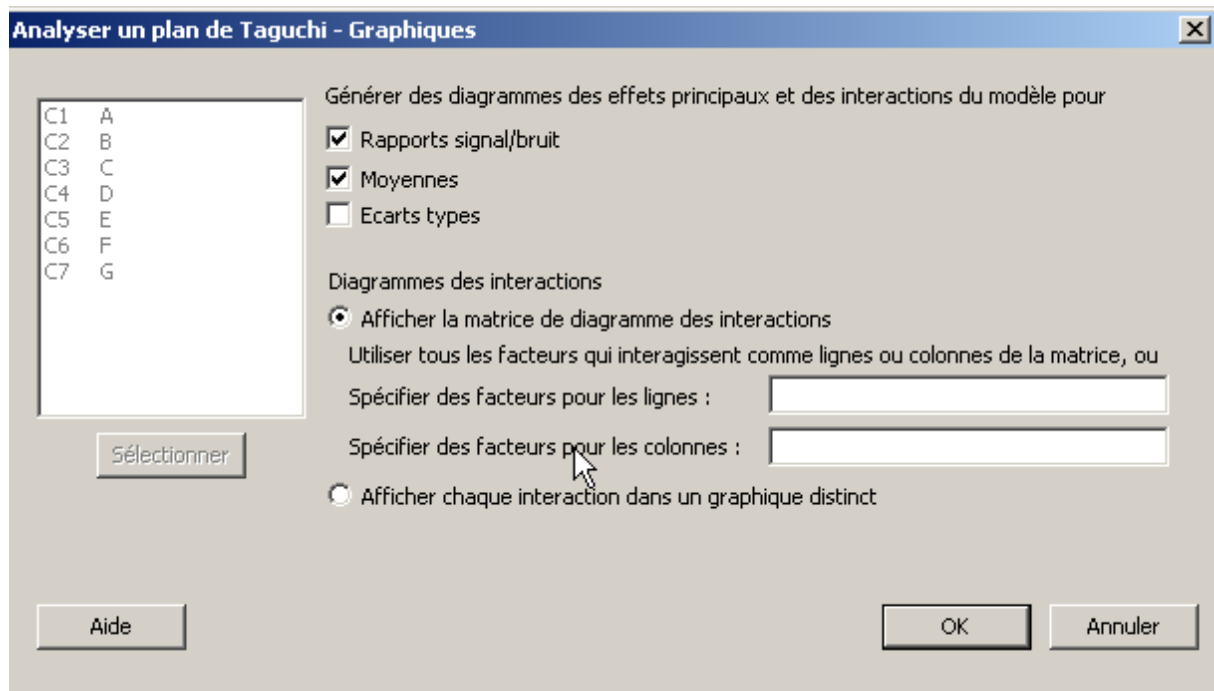 Analyser un plan de Taguchi - Graphiques
C1 A
C2 B
C3 C
C4 D
C5 E
C6 F
C7 G
Sélectionner
Générer des diagrammes des effets principaux et des interactions du modèle pour
Rapports signal/bruit
Moyennes
Ecarts types
Diagrammes des interactions
Afficher la matrice de diagramme des interactions
Utiliser tous les facteurs qui interagissent comme lignes ou colonnes de la matrice, ou
Spécifier des facteurs pour les lignes :
Spécifier des facteurs pour les colonnes :
Afficher chaque interaction dans un graphique distinct
Aide
OK
Annuler